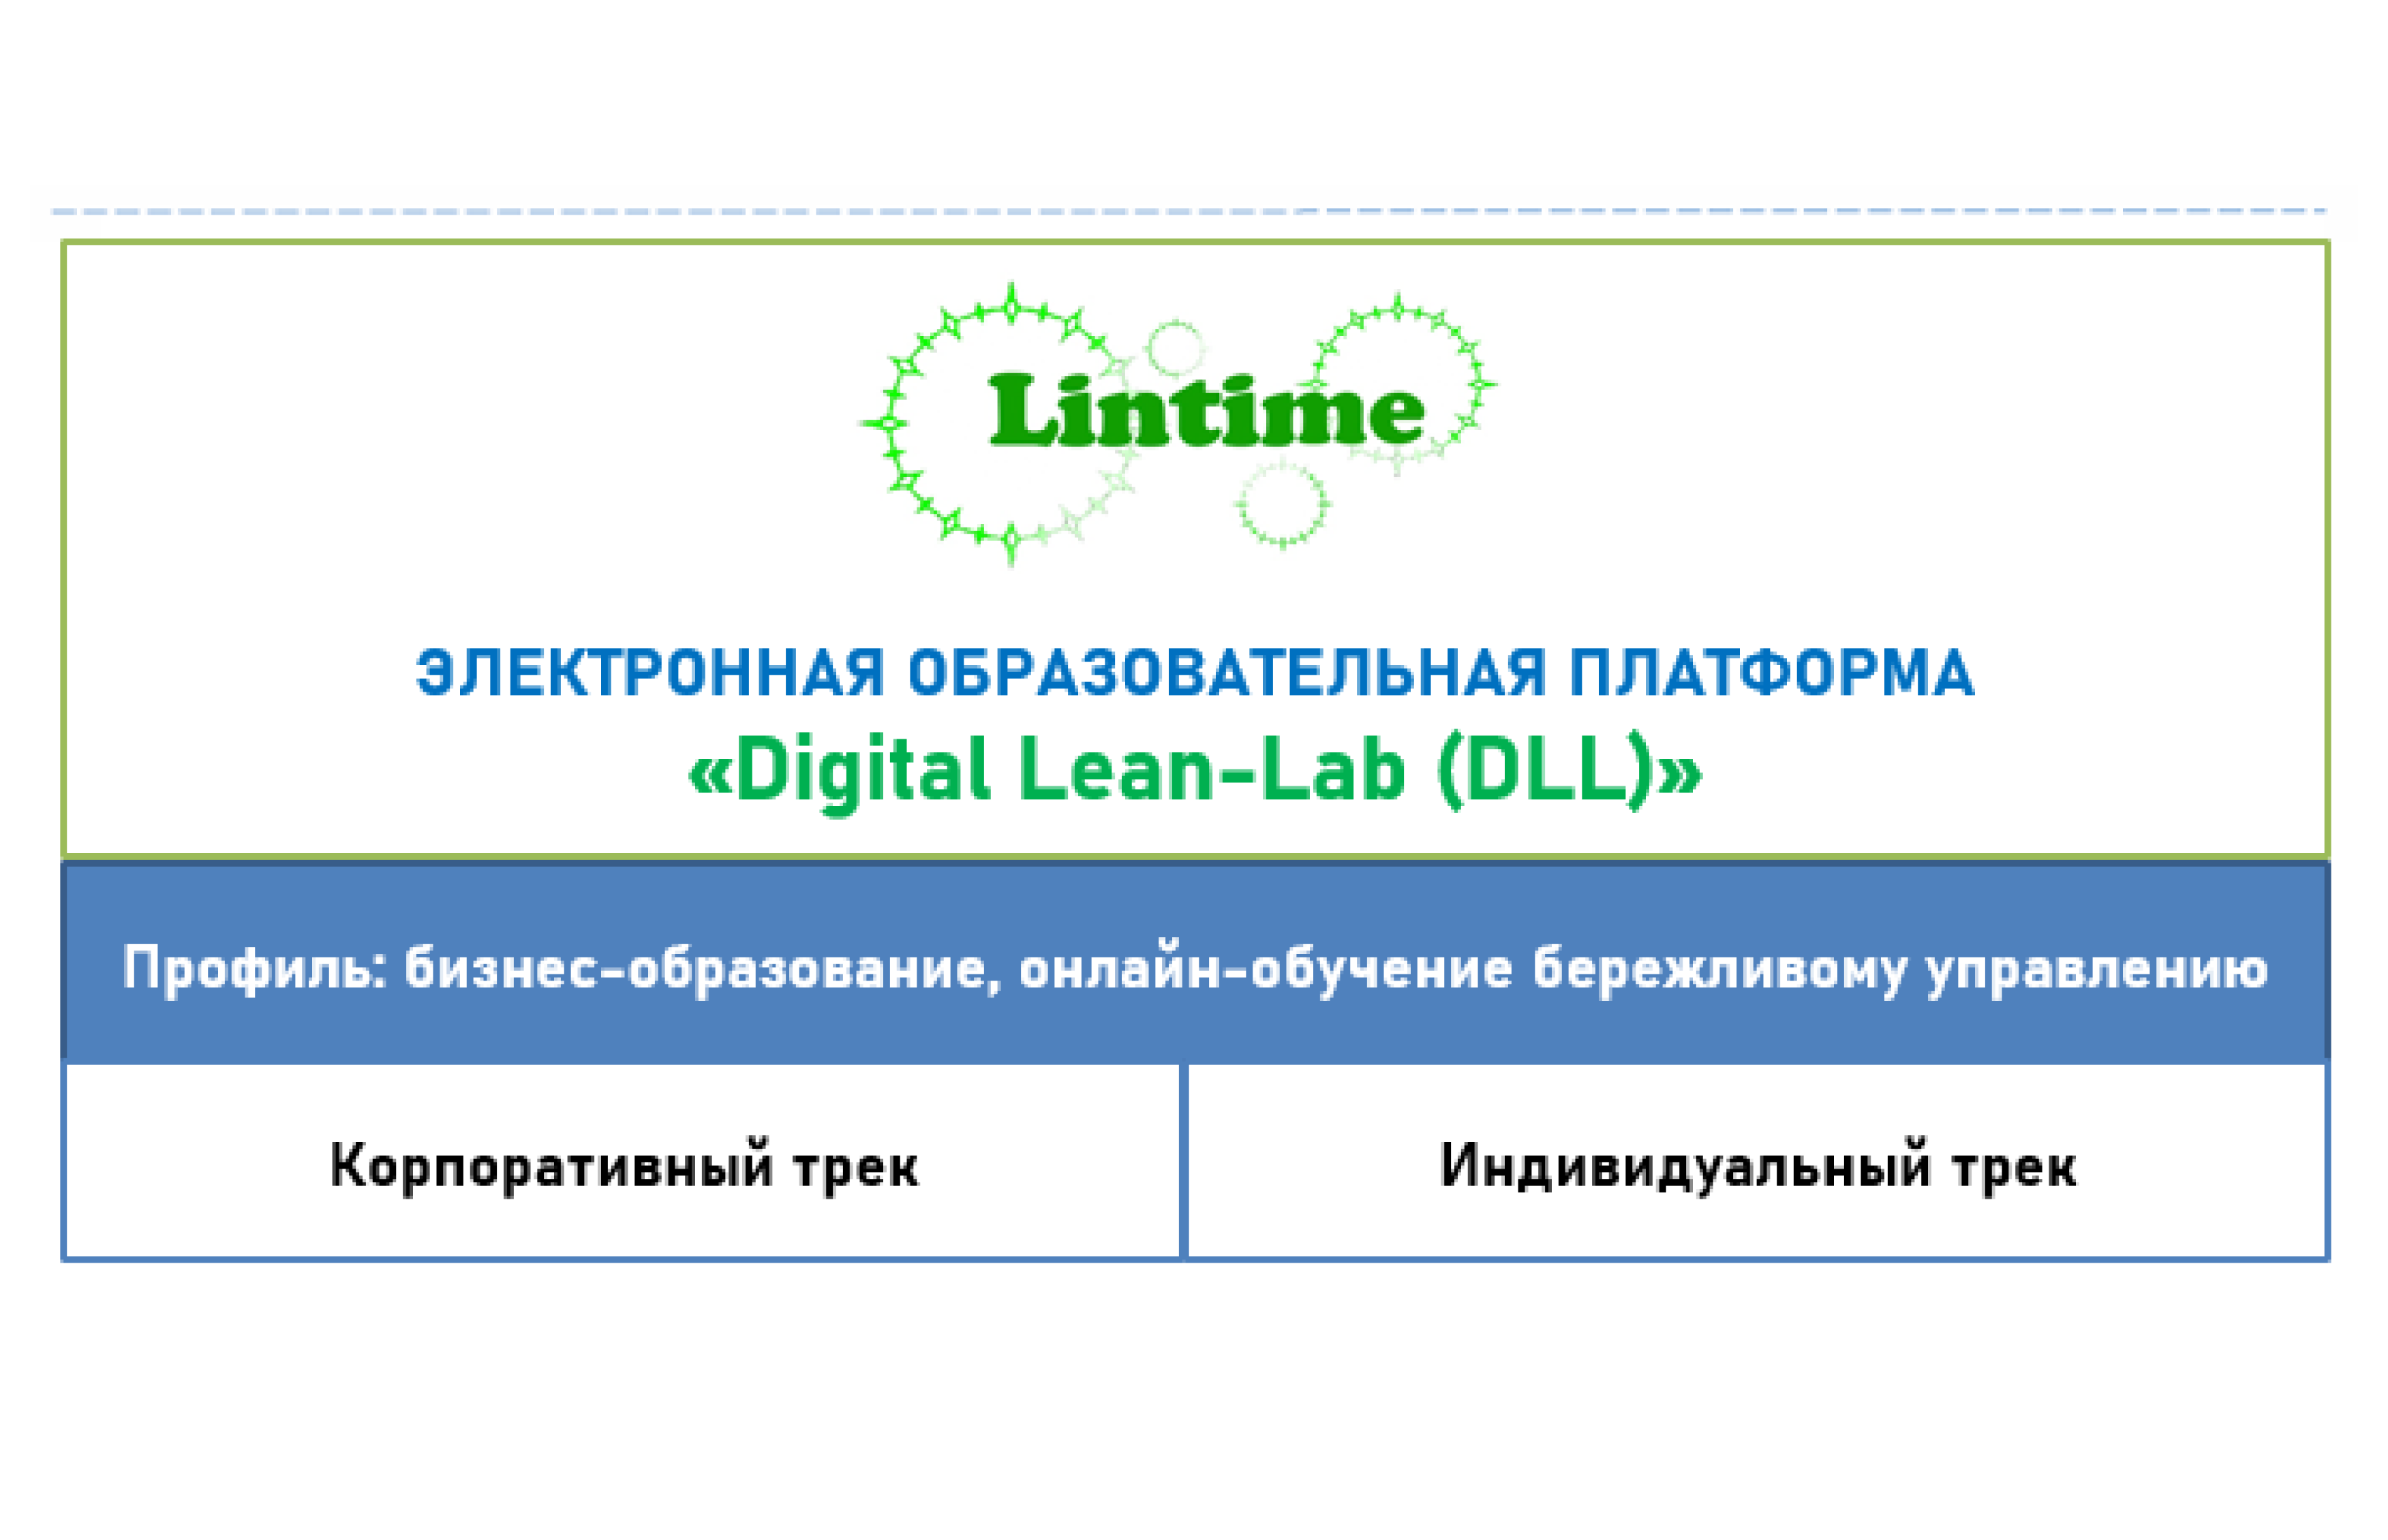 Lintime
ЭЛЕКТРОННАЯ ОБРАЗОВАТЕЛЬНАЯ ПЛАТФОРМА
«Digital Lean-Lab (DLL)»
Профиль: бизнес-образование, онлайн-обучение бережливому управлению
Корпоративный трек
Индивидуальный трек